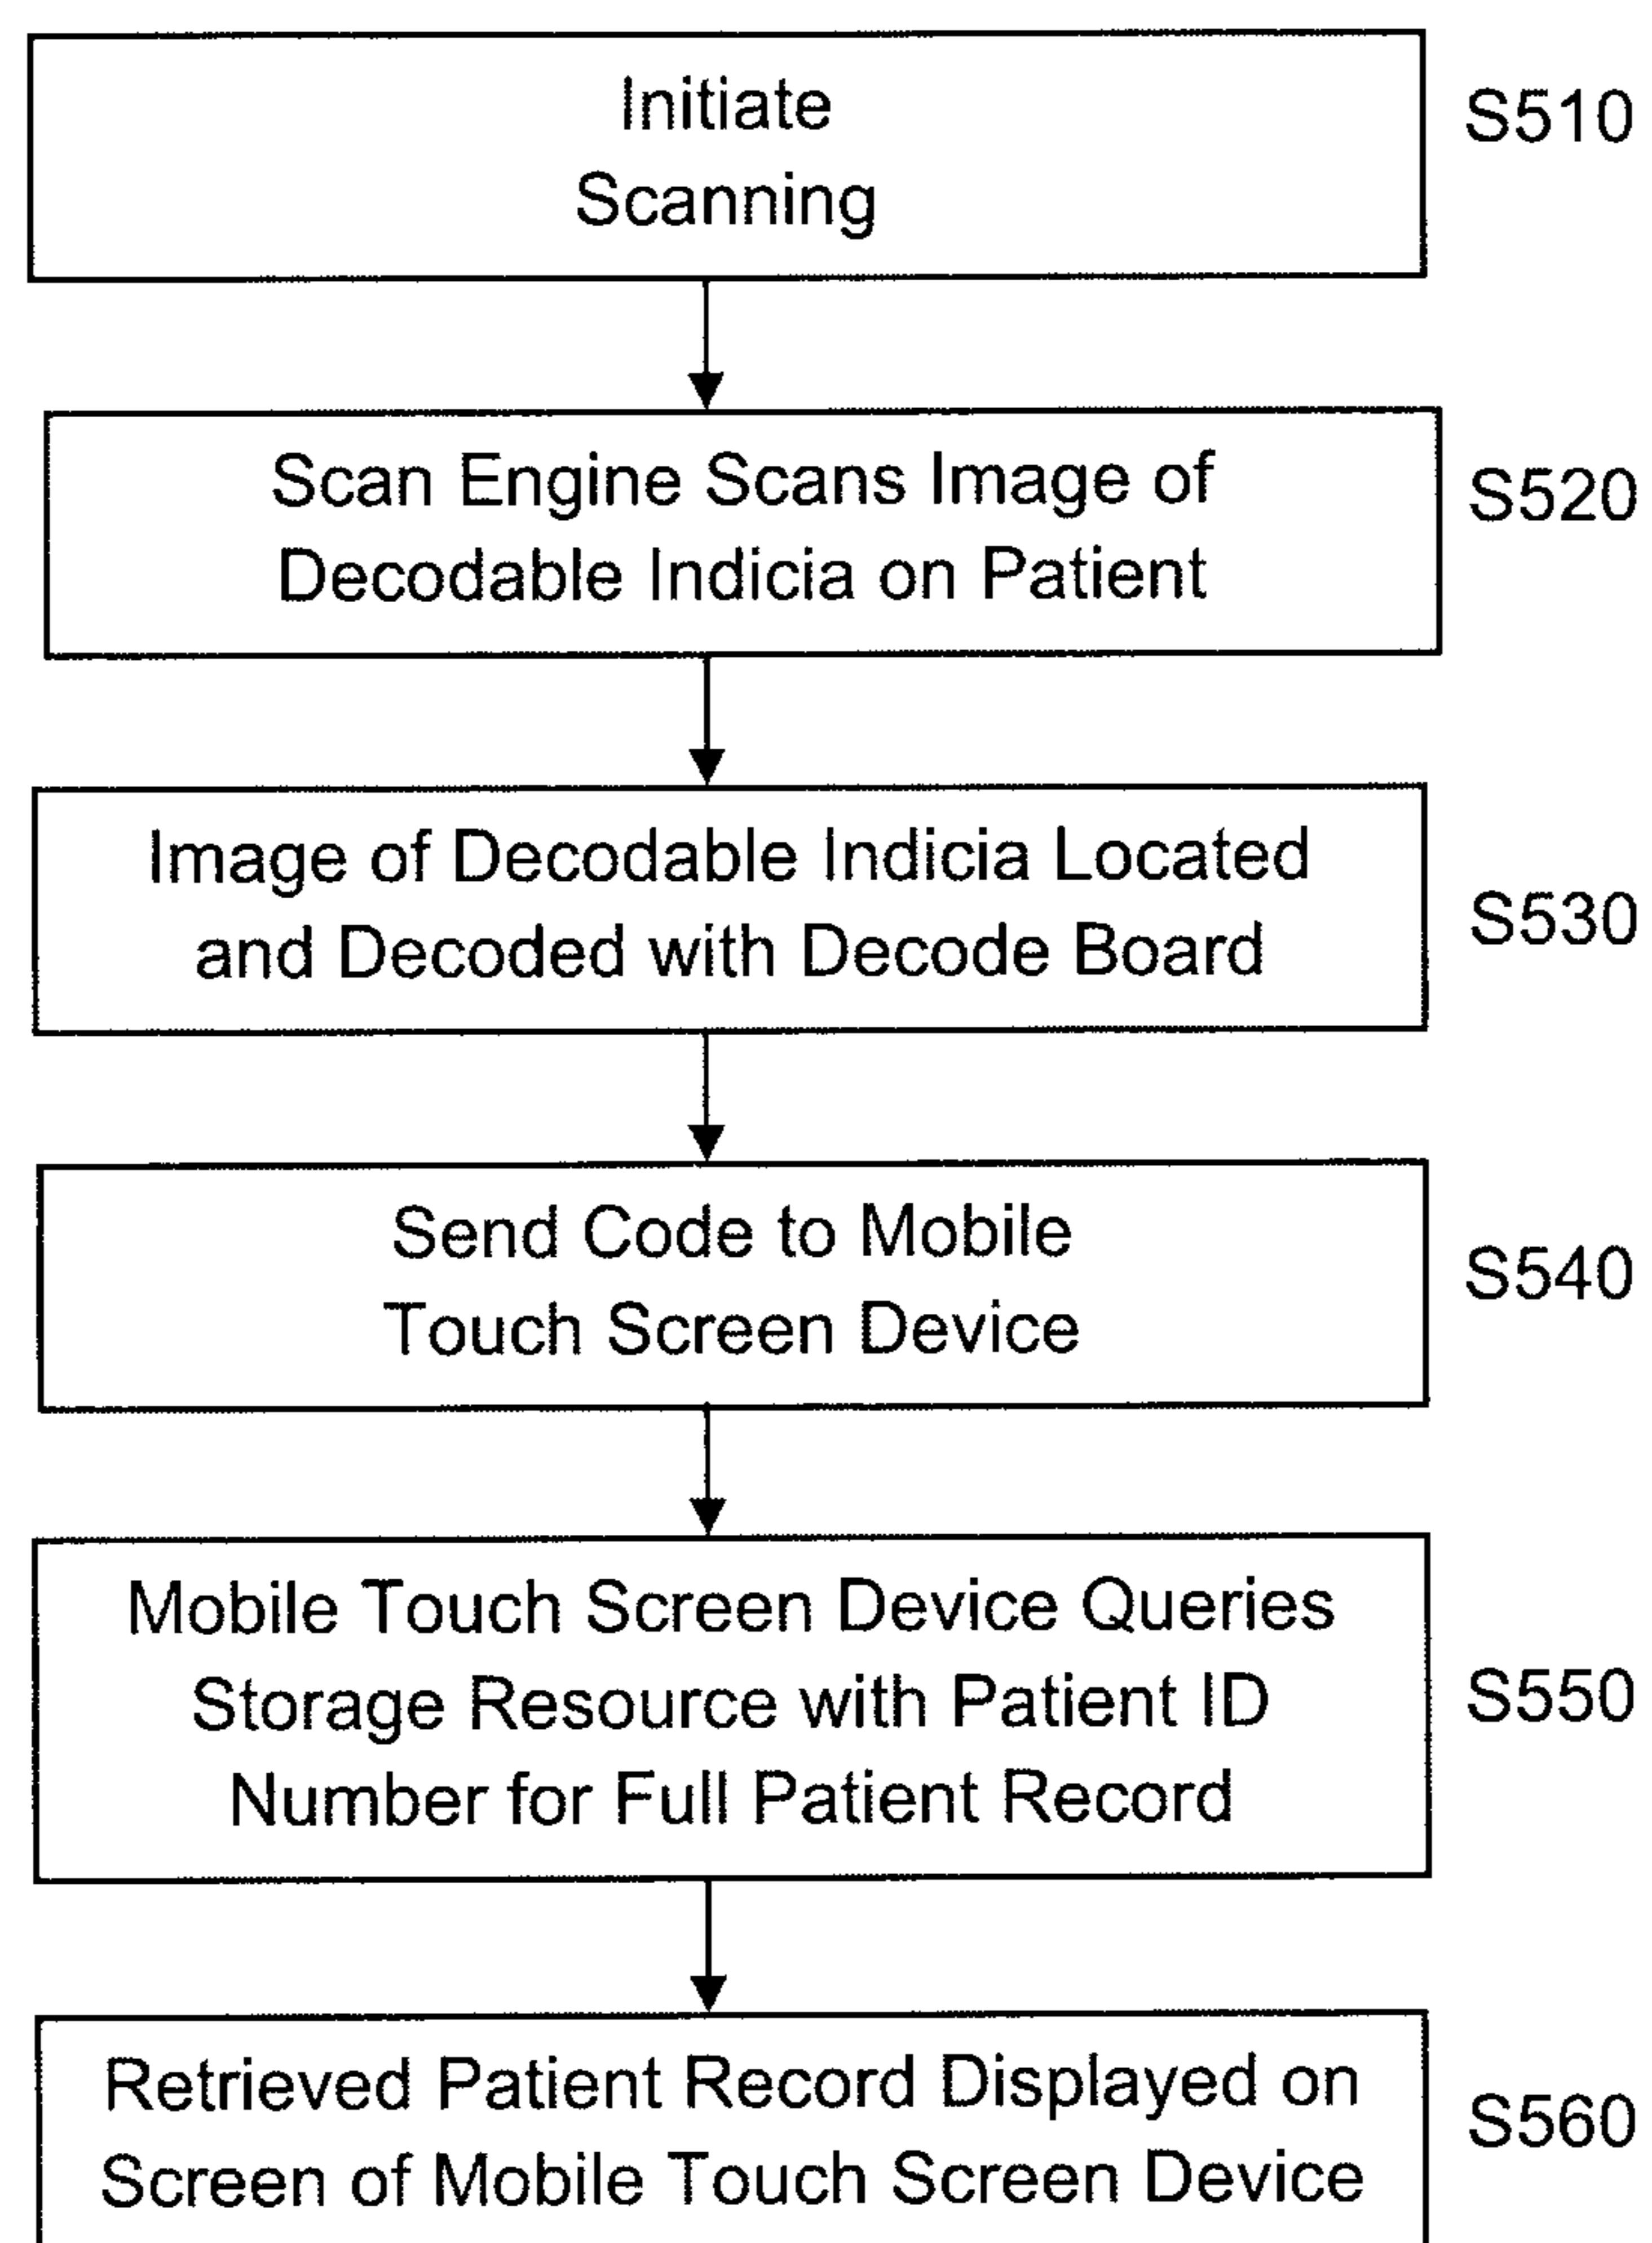 Initiate
Scanning
S510
Scan Engine Scans Image of
Decodable Indicia on Patient
S520
Image of Decodable Indicia Located
and Decoded with Decode Board
S530
Send Code to Mobile
Touch Screen Device
S540
Mobile Touch Screen Device Queries
Storage Resource with Patient ID
Number for Full Patient Record
S550
Retrieved Patient Record Displayed on
Screen of Mobile Touch Screen Device
S560